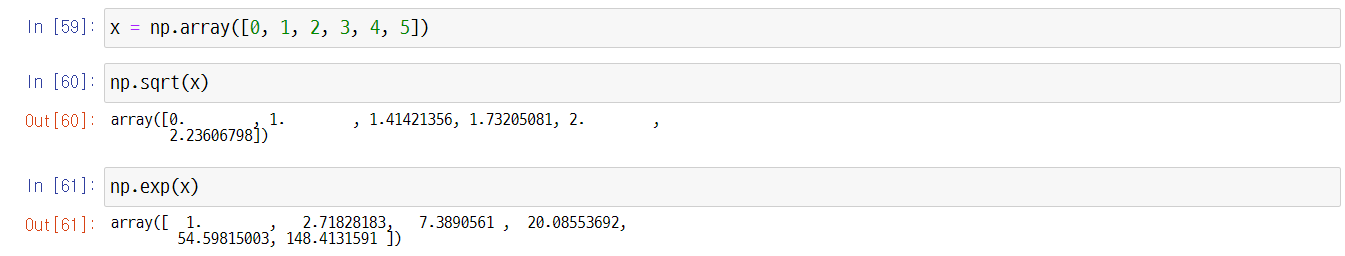 In [59]: x = np.array([0, 1, 2, 3, 4, 5])
In [60]: np.sqrt(x)
Out[60]: array([0.        , 1.        , 1.41421356, 1.73205081, 2.        ,
2.23606798])
In [61]: np.exp(x)
Out[61]: array([  1.        ,   2.71828183,   7.3890561 ,  20.08553692,
54.59815003, 148.4131591 ])